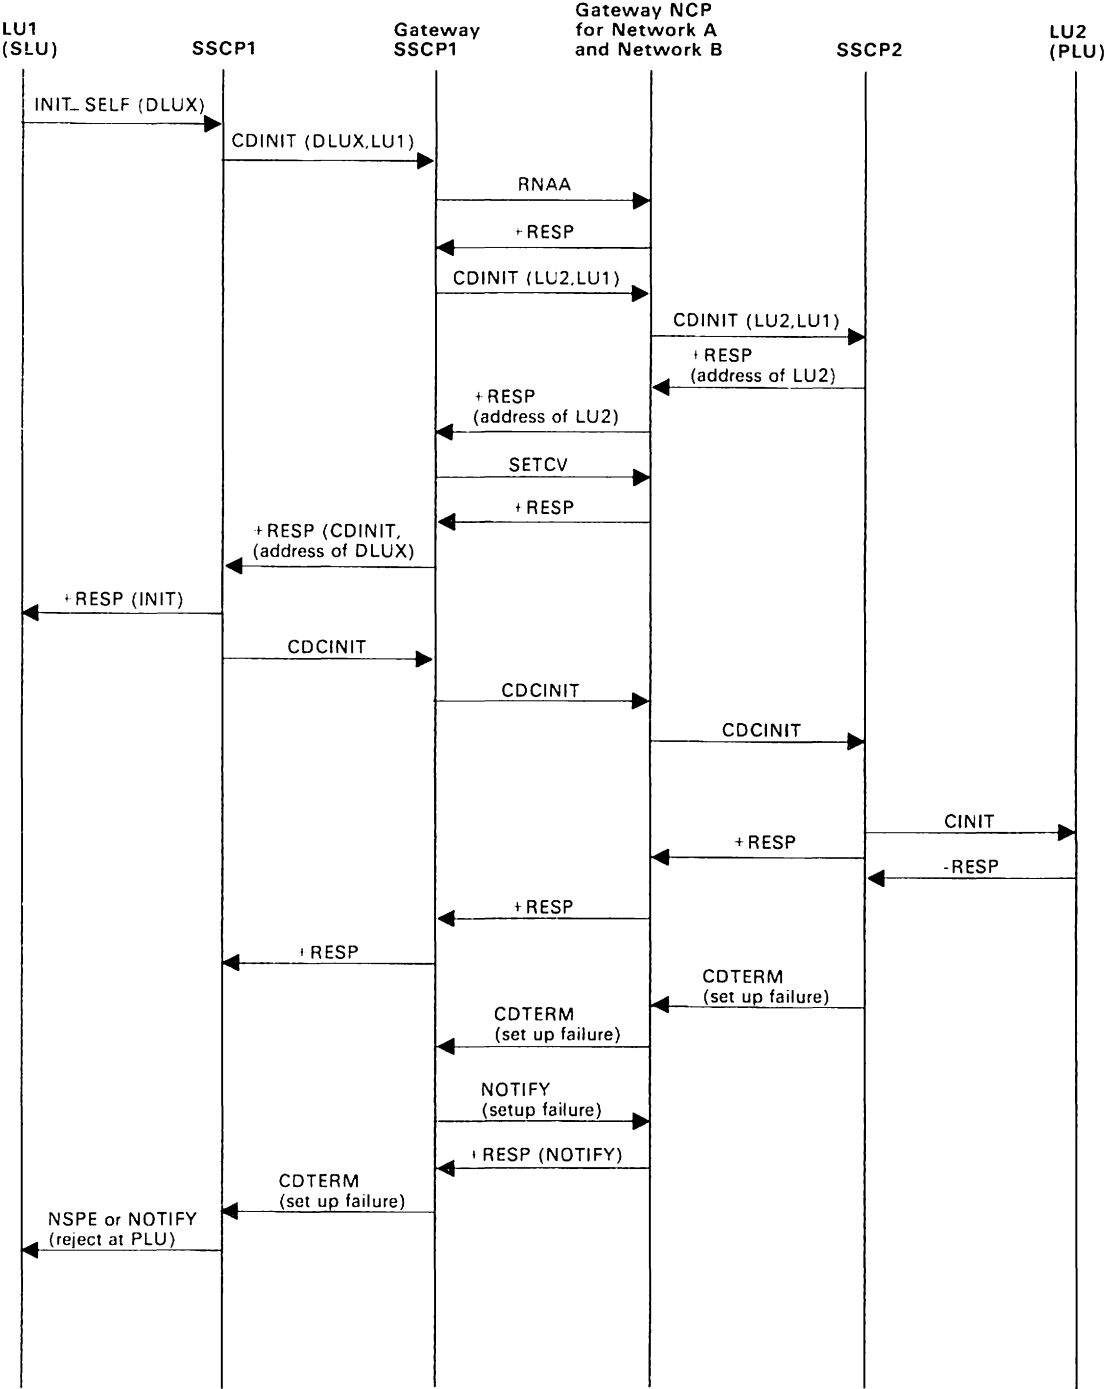 LU1
(SLU)
SSCP1
Gateway
SSCP1
Gateway NCP
for Network A
and Network B
SSCP2
LU2
(PLU)
INIT_ SELF (DLUX)
CDINIT (DLUX,LU1)
RNAA
+RESP
CDINIT (LU2,LU1)
CDINIT (LU2,LU1)
+RESP
(address of LU2)
+RESP
(address of LU2)
SETCV
+RESP
+RESP (CDINIT,
(address of DLUX)
+RESP (INIT)
CDCINIT
CDCINIT
CDCINIT
CINIT
+RESP
-RESP
+RESP
+RESP
CDTERM
(set up failure)
CDTERM
(set up failure)
NOTIFY
(setup failure)
+RESP (NOTIFY)
CDTERM
(set up failure)
NSPE or NOTIFY
(reject at PLU)